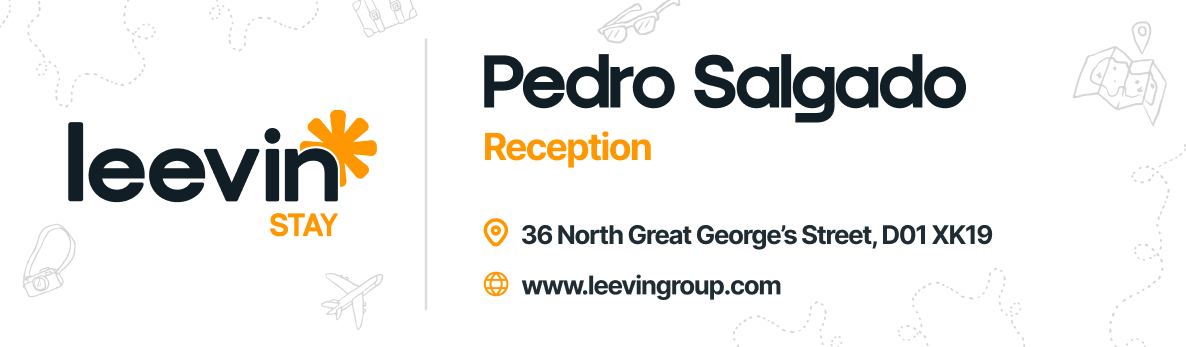 leevin
STAY
Pedro Salgado
Reception
36 North Great George’s Street, D01 XK19
www.leevingroup.com